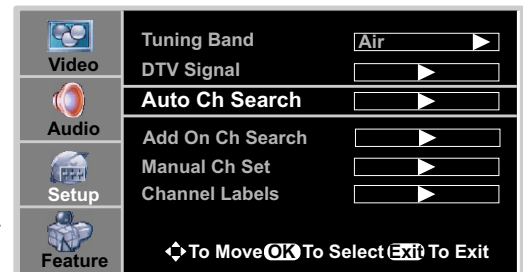 Video
Audio
Setup
Feature
Tuning Band Air
DTV Signal
Auto Ch Search
Add On Ch Search
Manual Ch Set
Channel Labels
To Move OK To Select Exit To Exit